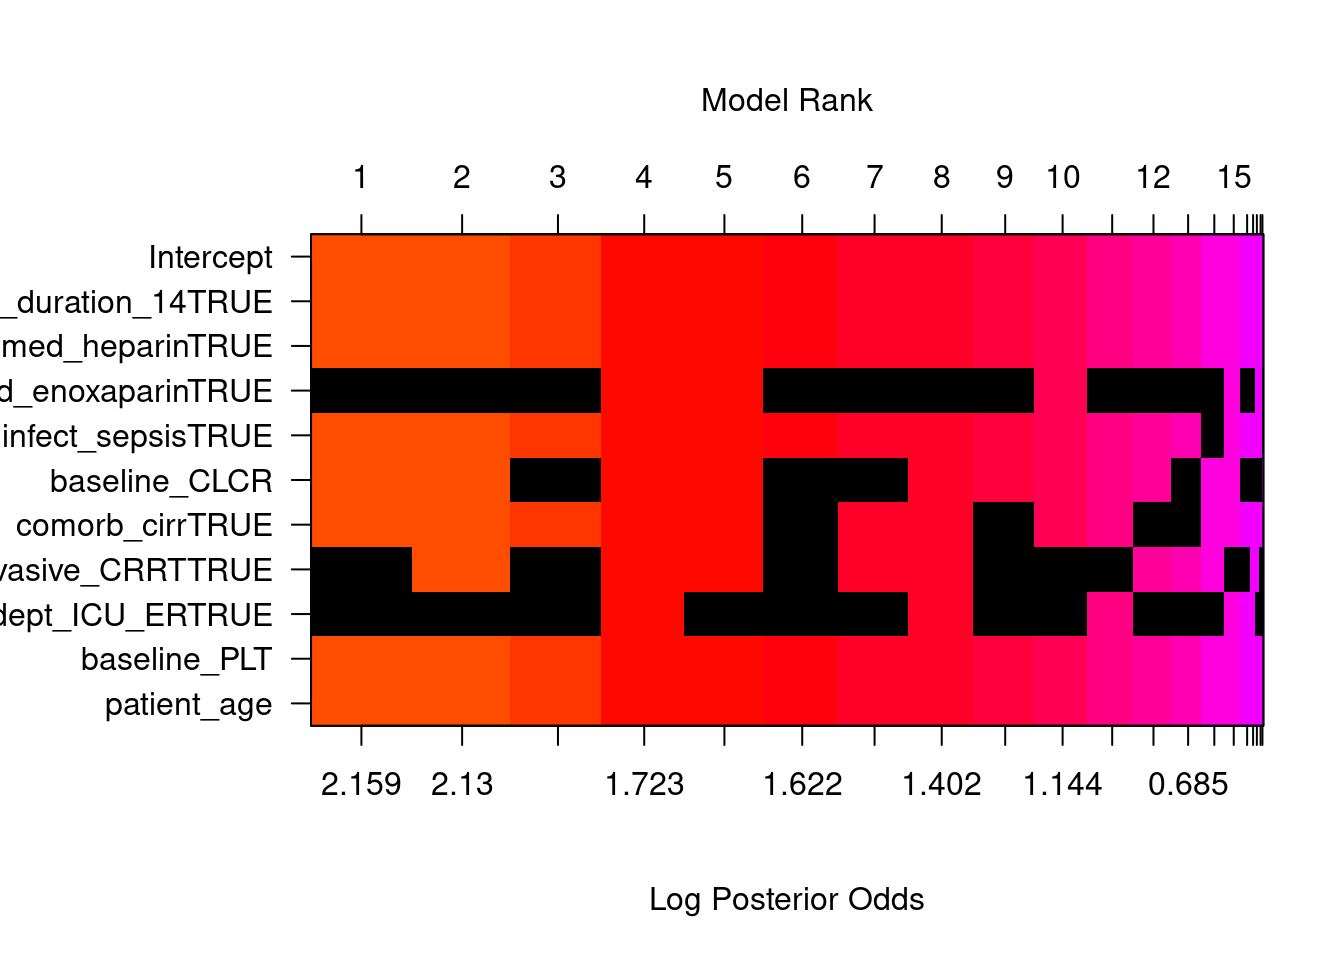 Model Rank
1 2 3 4 5 6 7 8 9 10 12 15
Intercept
_duration_14TRUE
med_heparinTRUE
d_enoxaparinTRUE
infect_sepsisTRUE
baseline_CLCR
comorb_cirrTRUE
vasive_CRRTTRUE
dept_ICU_ERTRUE
baseline_PLT
patient_age
2.159 2.13 1.723 1.622 1.402 1.144 0.685
Log Posterior Odds